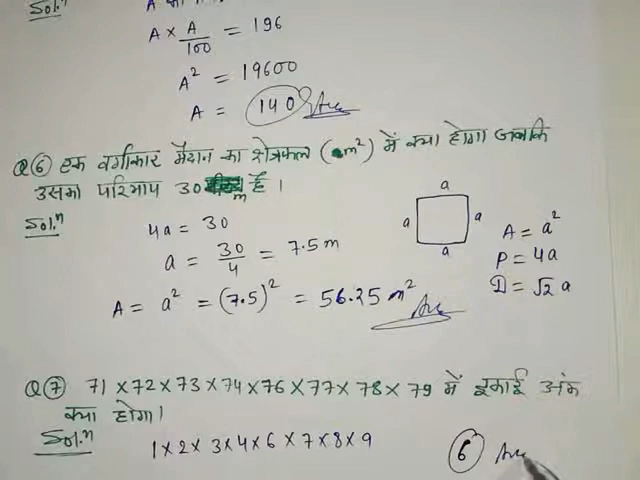 Sol.ⁿ
A × A/100 = 196
A² = 19600
A = 140 Ans
Q⑥ एक वर्गाकार मैदान का क्षेत्रफल (m²) में क्या होगा जबकि
उसका परिमाप 30 m है।
Sol.ⁿ
4a = 30
a = 30/4 = 7.5 m
A = a² = (7.5)² = 56.25 m² Ans
a
a a
a
A = a²
P = 4a
D = √2 a
Q⑦ 71×72×73×74×76×77×78×79 में इकाई अंक
क्या होगा।
Sol.ⁿ
1×2×3×4×6×7×8×9
⑥ Ans